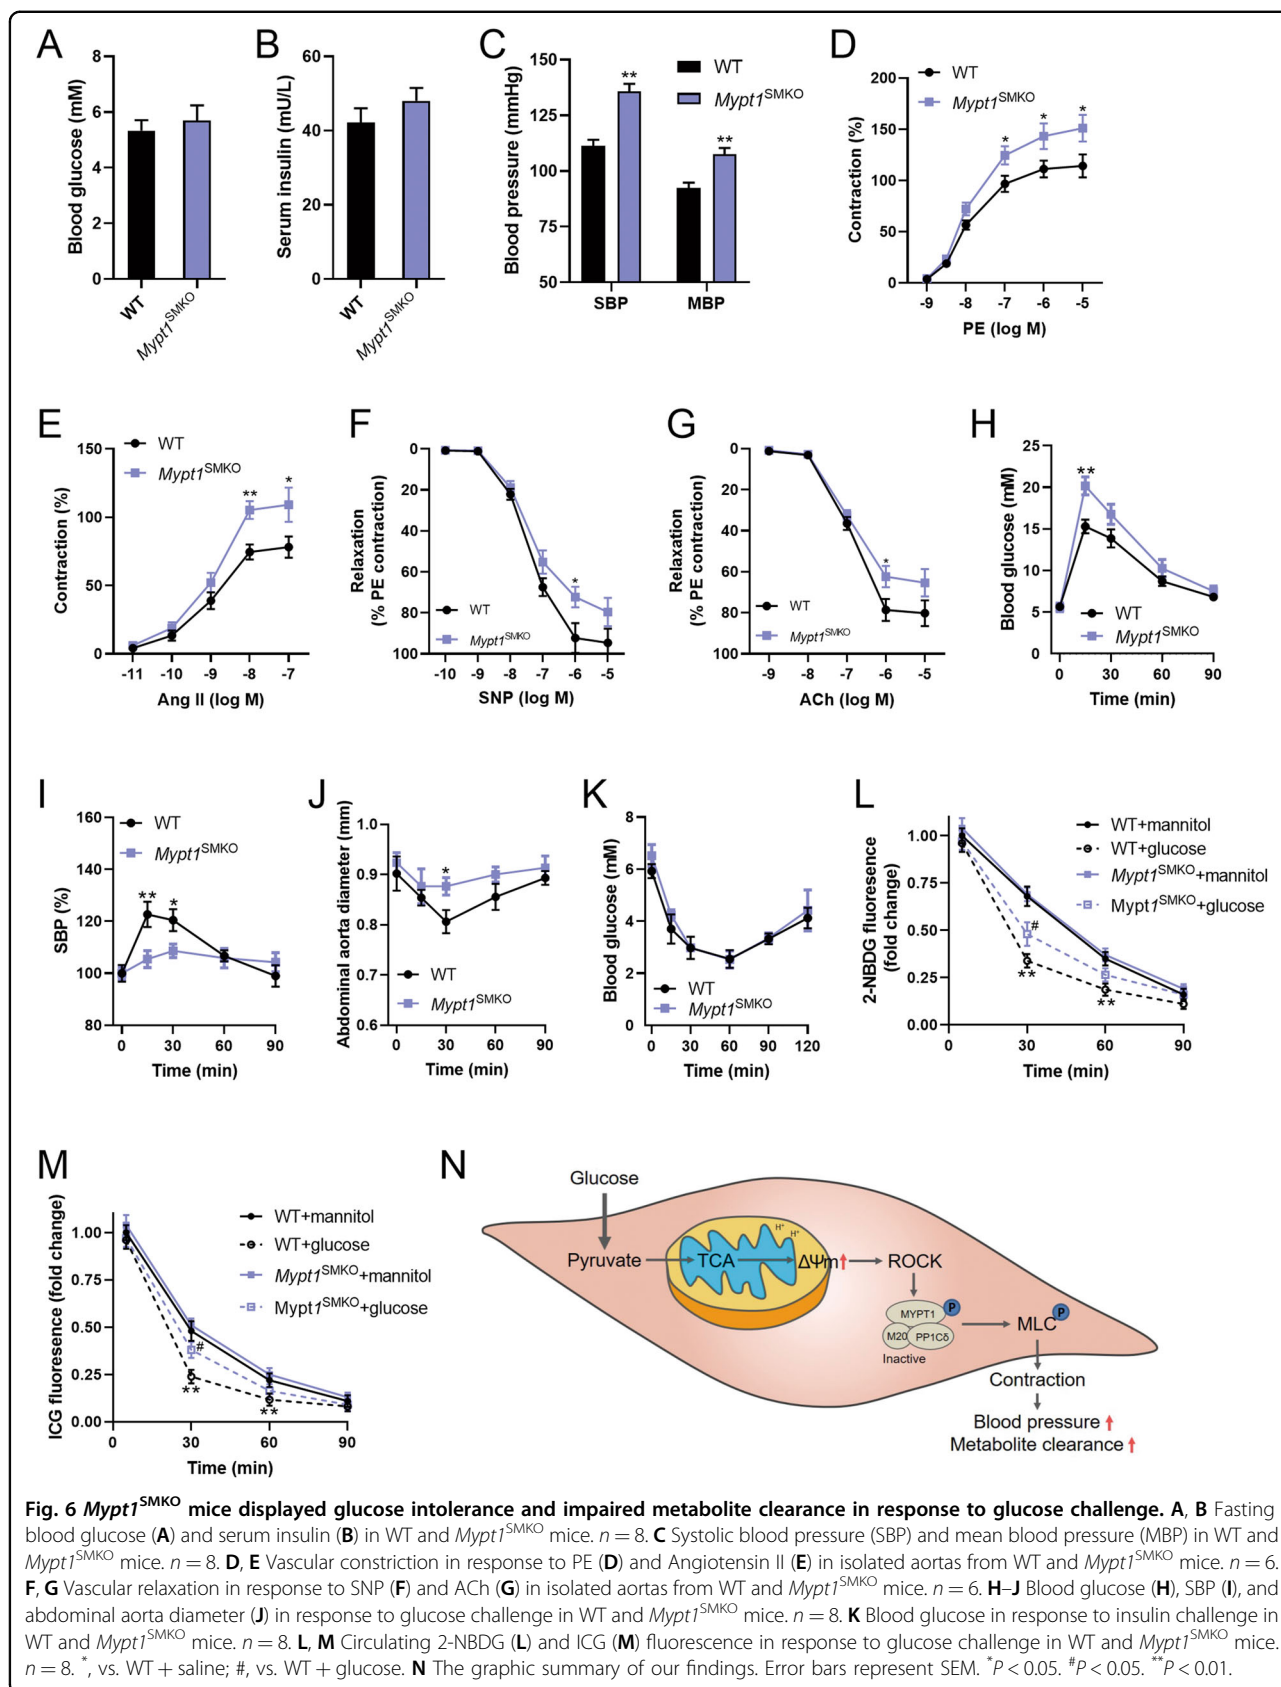 A
Blood glucose (mM)
8
6
4
2
0
WT
Mypt1SMKO
B
Serum insulin (mU/L)
60
40
20
0
WT
Mypt1SMKO
C
Blood pressure (mmHg)
150
125
100
75
50
WT
Mypt1SMKO
**
**
SBP MBP
D
Contraction (%)
200
150
100
50
0
WT
Mypt1SMKO
* * *
-9 -8 -7 -6 -5
PE (log M)
E
Contraction (%)
150
100
50
0
WT
Mypt1SMKO
** *
-11 -10 -9 -8 -7
Ang II (log M)
F
Relaxation
(% PE contraction)
0
20
40
60
80
100
*
WT
Mypt1SMKO
-10 -9 -8 -7 -6 -5
SNP (log M)
G
Relaxation
(% PE contraction)
0
20
40
60
80
100
*
WT
Mypt1SMKO
-9 -8 -7 -6 -5
ACh (log M)
H
Blood glucose (mM)
25
20
15
10
5
0
**
WT
Mypt1SMKO
0 30 60 90
Time (min)
I
SBP (%)
160
140
120
100
80
WT
Mypt1SMKO
** *
0 30 60 90
Time (min)
J
Abdominal aorta diameter (mm)
1.0
0.9
0.8
0.7
0.6
*
WT
Mypt1SMKO
0 30 60 90
Time (min)
K
Blood glucose (mM)
8
6
4
2
0
WT
Mypt1SMKO
0 30 60 90 120
Time (min)
L
2-NBDG fluoresence
(fold change)
1.00
0.75
0.50
0.25
0.00
WT+mannitol
WT+glucose
Mypt1SMKO+mannitol
Mypt1SMKO+glucose
#
** **
0 30 60 90
Time (min)
M
ICG fluoresence (fold change)
1.00
0.75
0.50
0.25
0.00
WT+mannitol
WT+glucose
Mypt1SMKO+mannitol
Mypt1SMKO+glucose
#
** **
0 30 60 90
Time (min)
N
Glucose
Pyruvate
TCA
H+
H+
ΔΨm
ROCK
MYPT1
P
M20
PP1Cδ
Inactive
MLC
P
Contraction
Blood pressure
Metabolite clearance
Fig. 6 Mypt1SMKO mice displayed glucose intolerance and impaired metabolite clearance in response to glucose challenge. A, B Fasting
blood glucose (A) and serum insulin (B) in WT and Mypt1SMKO mice. n = 8. C Systolic blood pressure (SBP) and mean blood pressure (MBP) in WT and
Mypt1SMKO mice. n = 8. D, E Vascular constriction in response to PE (D) and Angiotensin II (E) in isolated aortas from WT and Mypt1SMKO mice. n = 6.
F, G Vascular relaxation in response to SNP (F) and ACh (G) in isolated aortas from WT and Mypt1SMKO mice. n = 6. H–J Blood glucose (H), SBP (I), and
abdominal aorta diameter (J) in response to glucose challenge in WT and Mypt1SMKO mice. n = 8. K Blood glucose in response to insulin challenge in
WT and Mypt1SMKO mice. n = 8. L, M Circulating 2-NBDG (L) and ICG (M) fluorescence in response to glucose challenge in WT and Mypt1SMKO mice.
n = 8. *, vs. WT + saline; #, vs. WT + glucose. N The graphic summary of our findings. Error bars represent SEM. *P < 0.05. #P < 0.05. **P < 0.01.